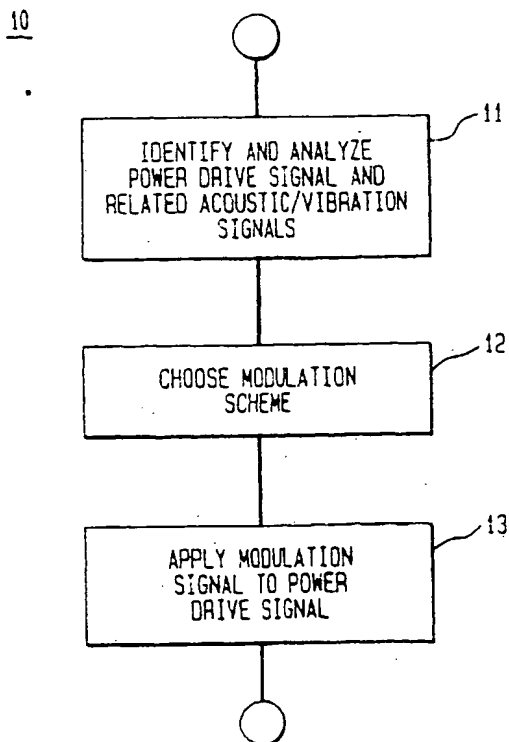 10
11
IDENTIFY AND ANALYZE
POWER DRIVE SIGNAL AND
RELATED ACOUSTIC/VIBRATION
SIGNALS
12
CHOOSE MODULATION
SCHEME
13
APPLY MODULATION
SIGNAL TO POWER
DRIVE SIGNAL